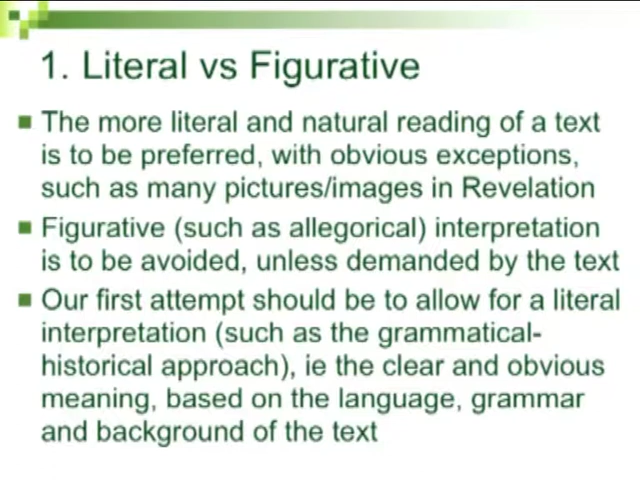 1. Literal vs Figurative
The more literal and natural reading of a text
is to be preferred, with obvious exceptions,
such as many pictures/images in Revelation
Figurative (such as allegorical) interpretation
is to be avoided, unless demanded by the text
Our first attempt should be to allow for a literal
interpretation (such as the grammatical-
historical approach), ie the clear and obvious
meaning, based on the language, grammar
and background of the text